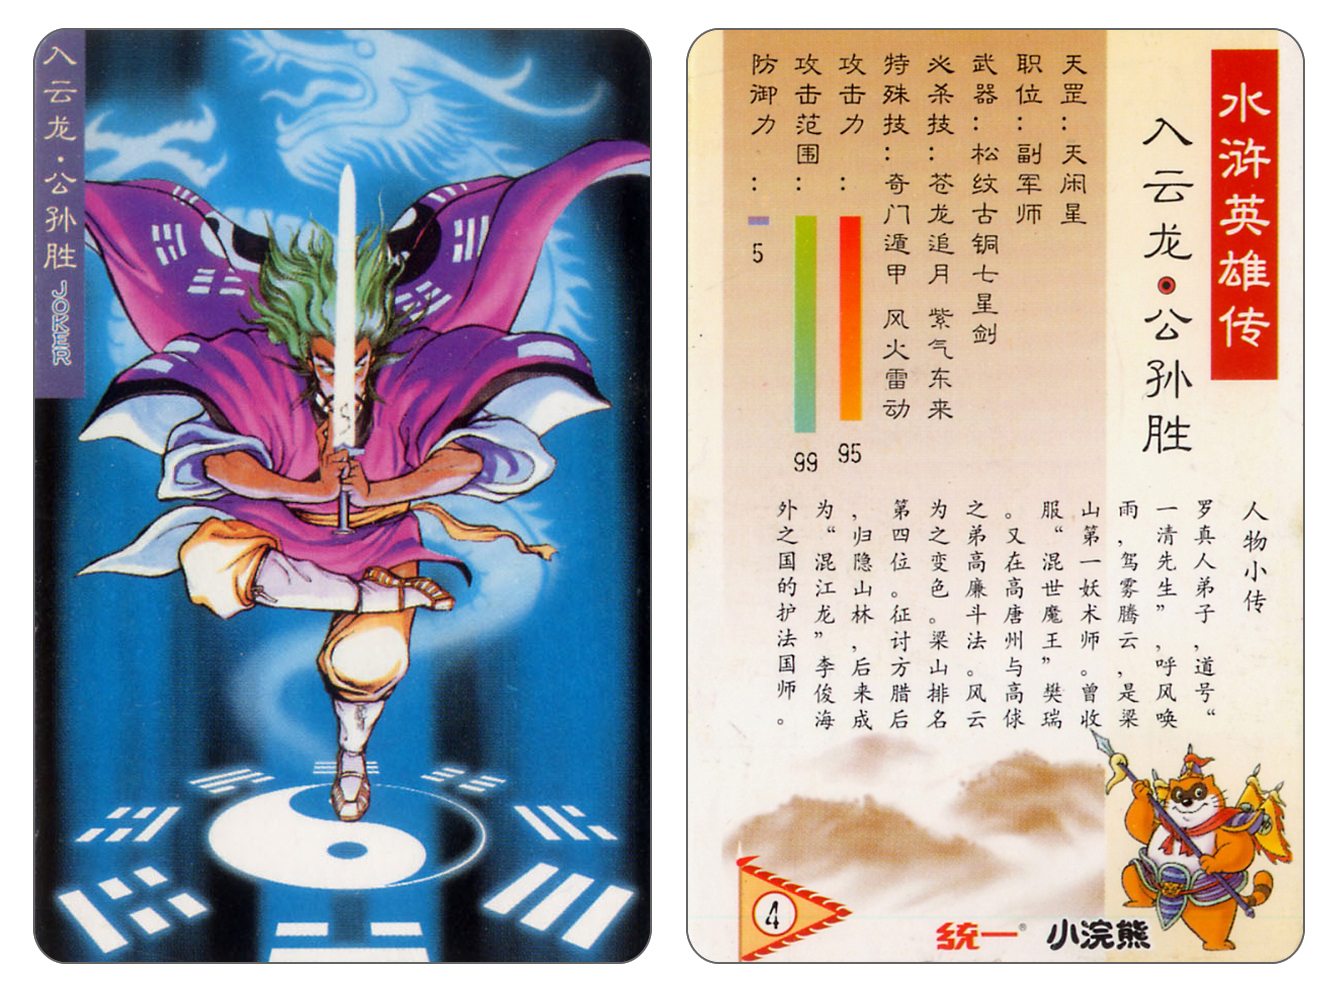 入云龙·公孙胜
JOKER
水浒英雄传
入云龙·公孙胜
天罡：天闲星
职位：副军师
武器：松纹古铜七星剑
必杀技：苍龙追月 紫气东来
特殊技：奇门遁甲 风火雷动
攻击力：
95
攻击范围：
99
防御力：
5
人物小传
罗真人弟子,道号“
一清先生”,呼风唤
雨,驾雾腾云,是梁
山第一妖术师。曾收
服“混世魔王”樊瑞
。又在高唐州与高俅
之弟高廉斗法。风云
为之变色。梁山排名
第四位。征讨方腊后
,归隐山林,后来成
为“混江龙”李俊海
外之国的护法国师。
4
统一®
小浣熊